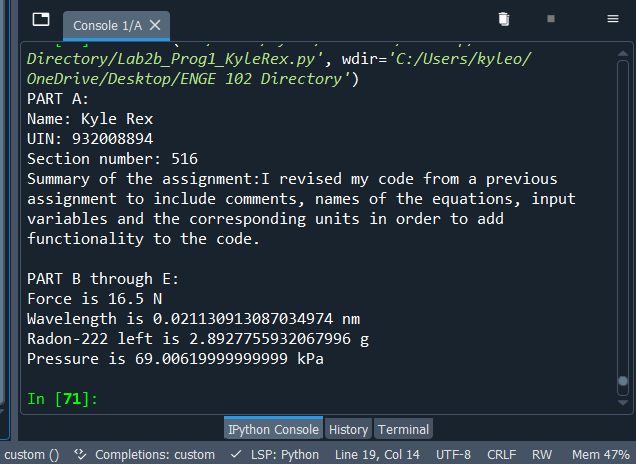 Console 1/A
Directory/Lab2b_Prog1_KyleRex.py', wdir='C:/Users/kyleo/
OneDrive/Desktop/ENGE 102 Directory')
PART A:
Name: Kyle Rex
UIN: 932008894
Section number: 516
Summary of the assignment:I revised my code from a previous
assignment to include comments, names of the equations, input
variables and the corresponding units in order to add
functionality to the code.
PART B through E:
Force is 16.5 N
Wavelength is 0.021130913087034974 nm
Radon-222 left is 2.8927755932067996 g
Pressure is 69.00619999999999 kPa
In [71]:
IPython Console History Terminal
custom () Completions: custom LSP: Python Line 19, Col 14 UTF-8 CRLF RW Mem 47%